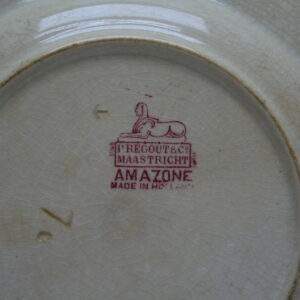 P. REGOUT & Co.
MAASTRICHT
AMAZONE
MADE IN HOLLAND